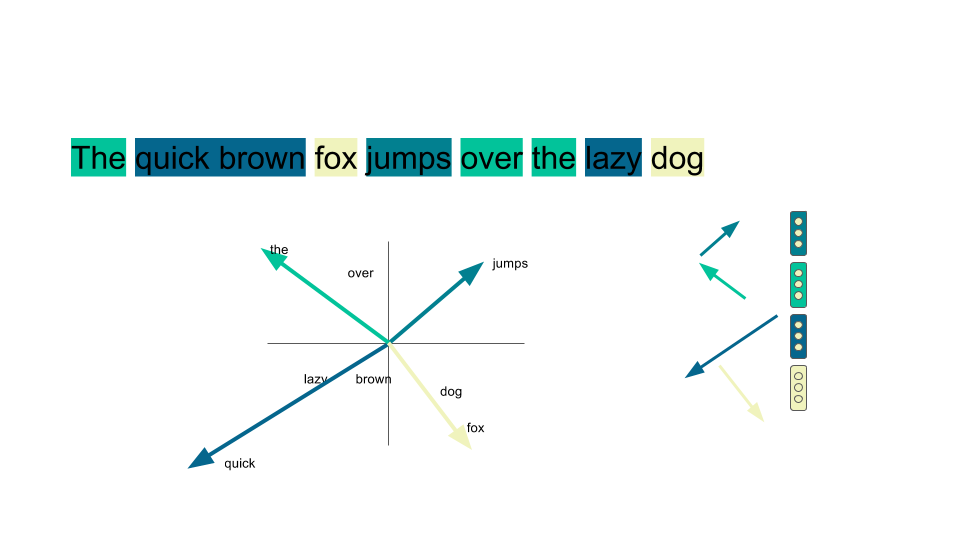 The quick brown fox jumps over the lazy dog
the
over
jumps
lazy
brown
dog
fox
quick